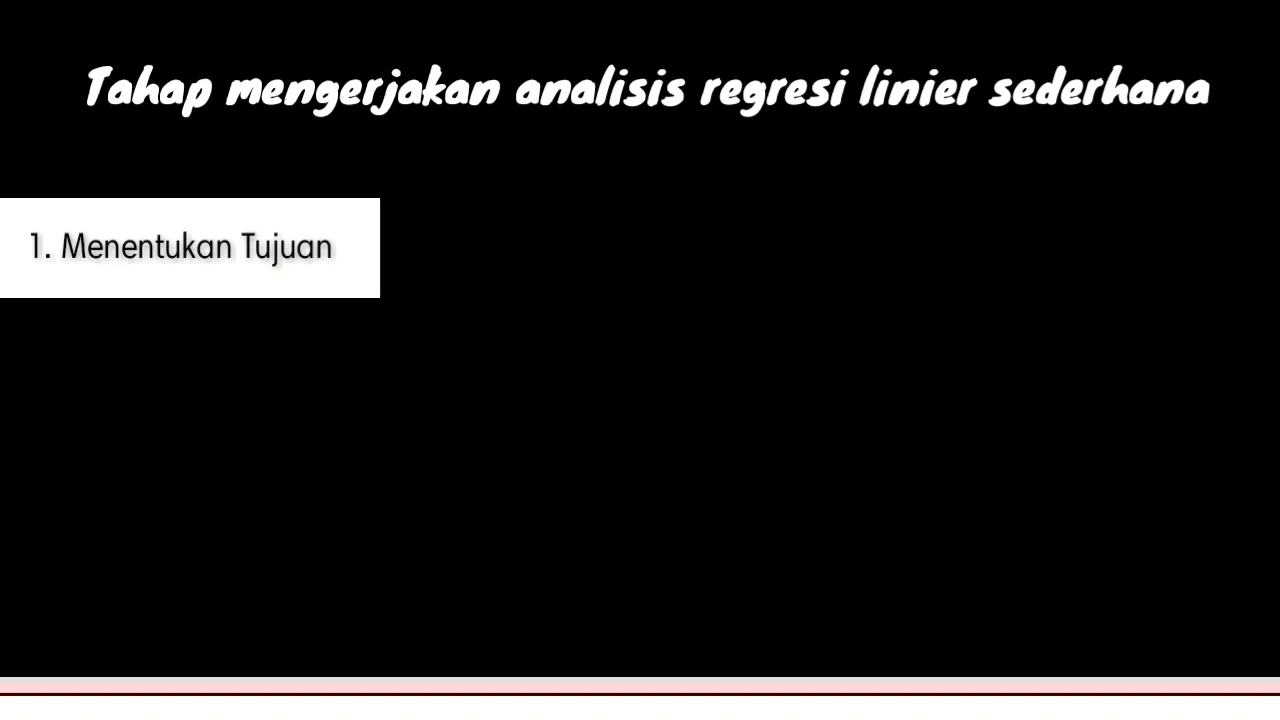 Tahap mengerjakan analisis regresi linier sederhana
1. Menentukan Tujuan